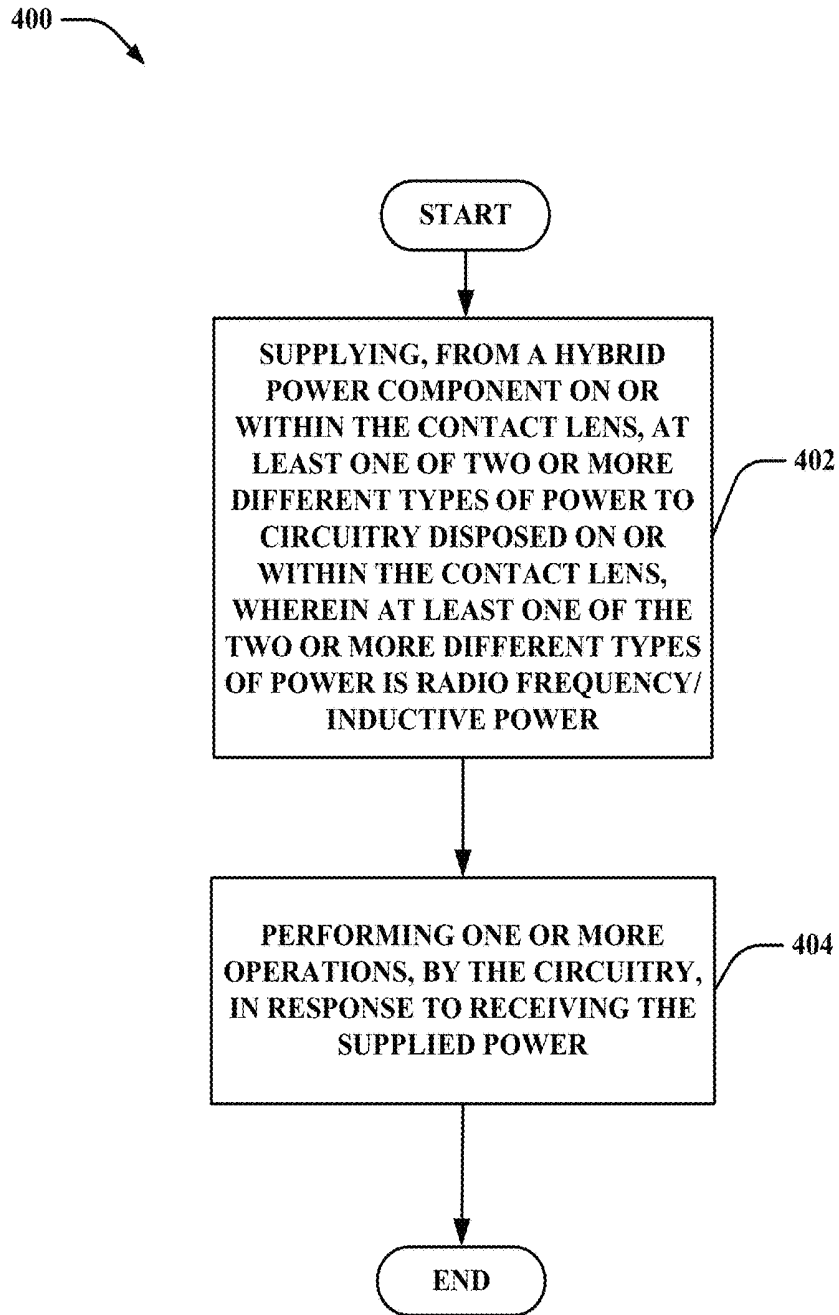 400
START
SUPPLYING, FROM A HYBRID
POWER COMPONENT ON OR
WITHIN THE CONTACT LENS, AT
LEAST ONE OF TWO OR MORE
DIFFERENT TYPES OF POWER TO
CIRCUITRY DISPOSED ON OR
WITHIN THE CONTACT LENS,
WHEREIN AT LEAST ONE OF THE
TWO OR MORE DIFFERENT TYPES
OF POWER IS RADIO FREQUENCY/
INDUCTIVE POWER
402
PERFORMING ONE OR MORE
OPERATIONS, BY THE CIRCUITRY,
IN RESPONSE TO RECEIVING THE
SUPPLIED POWER
404
END